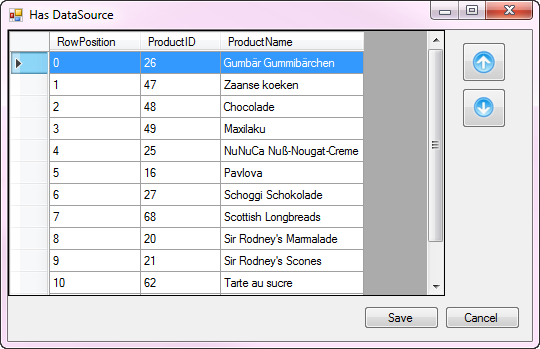 Has DataSource
RowPosition ProductID ProductName
0 26 Gumbär Gummibärchen
1 47 Zaanse koeken
2 48 Chocolade
3 49 Maxilaku
4 25 NuNuCa Nuß-Nougat-Creme
5 16 Pavlova
6 27 Schoggi Schokolade
7 68 Scottish Longbreads
8 20 Sir Rodney's Marmalade
9 21 Sir Rodney's Scones
10 62 Tarte au sucre
Save Cancel